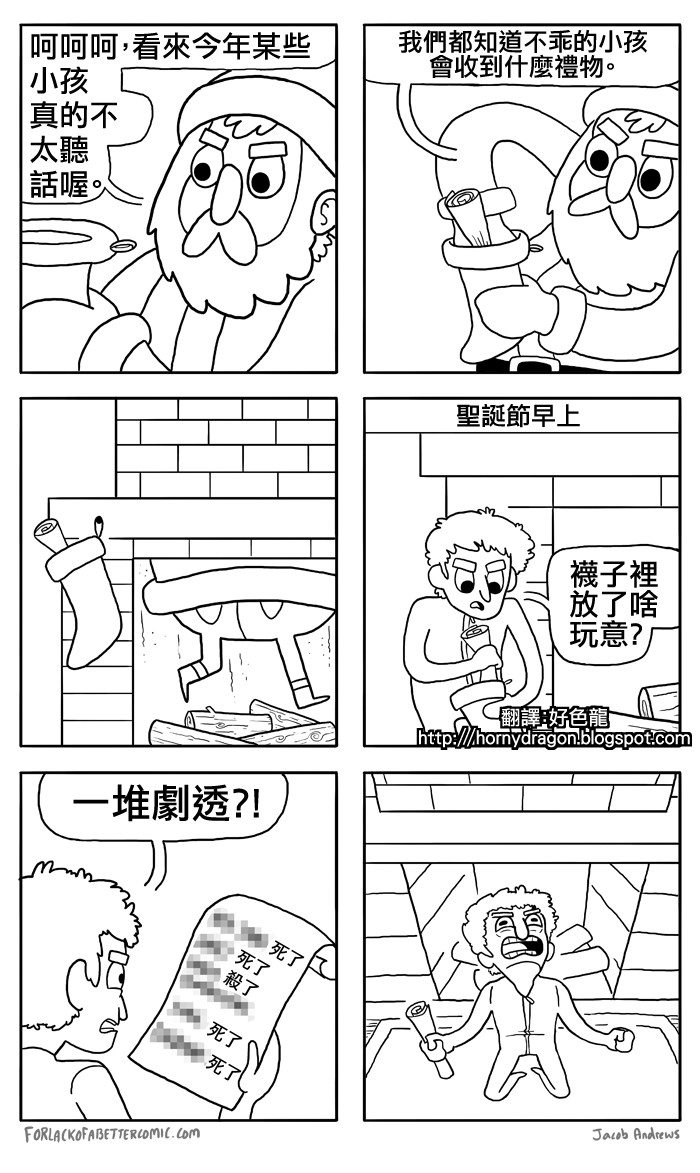 呵呵呵，看來今年某些
小孩
真的不
太聽
話喔。
我們都知道不乖的小孩
會收到什麼禮物。
聖誕節早上
襪子裡
放了啥
玩意?
翻譯:好色龍
http://hornydragon.blogspot.com
一堆劇透?!
死了
死了
殺了
死了
死了
FORLACKOFABETTERCOMIC.COM
Jacob Andrews